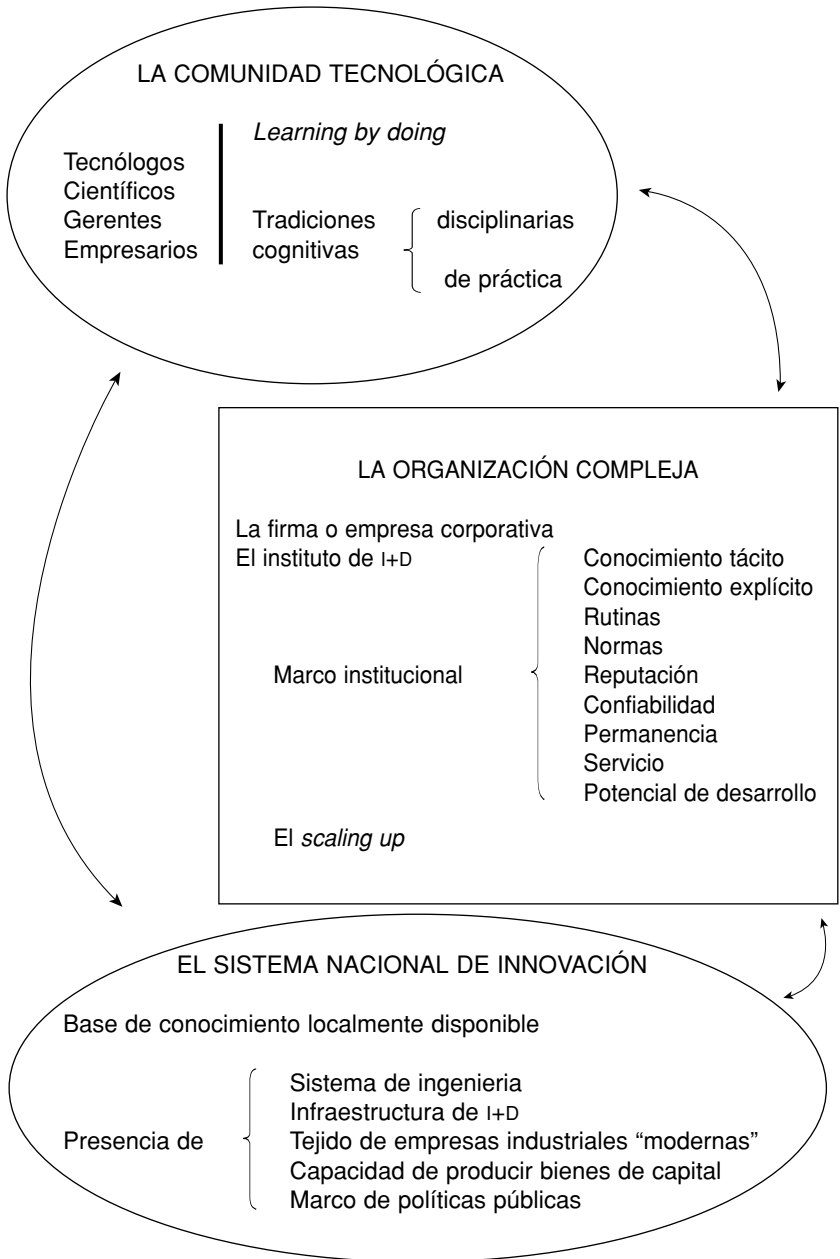 LA COMUNIDAD TECNOLÓGICA
Learning by doing
Tecnólogos
Científicos
Gerentes
Empresarios
Tradiciones
cognitivas
disciplinarias
de práctica
LA ORGANIZACIÓN COMPLEJA
La firma o empresa corporativa
El instituto de I+D
Marco institucional
Conocimiento tácito
Conocimiento explícito
Rutinas
Normas
Reputación
Confiabilidad
Permanencia
Servicio
Potencial de desarrollo
El scaling up
EL SISTEMA NACIONAL DE INNOVACIÓN
Base de conocimiento localmente disponible
Presencia de
Sistema de ingenieria
Infraestructura de I+D
Tejido de empresas industriales “modernas”
Capacidad de producir bienes de capital
Marco de políticas públicas